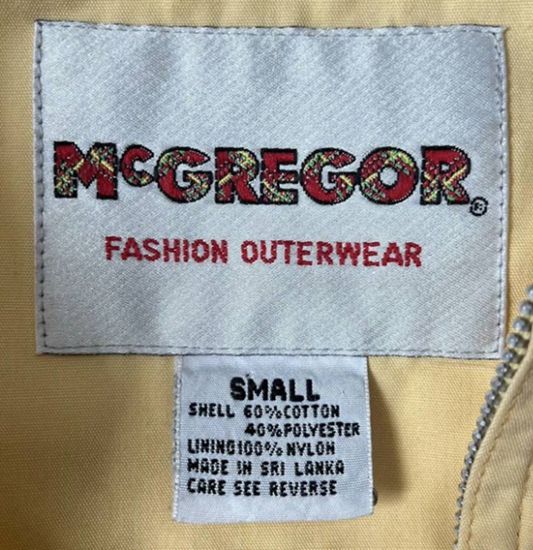 McGREGOR®
FASHION OUTERWEAR
SMALL
SHELL 60% COTTON
40% POLYESTER
LINING 100% NYLON
MADE IN SRI LANKA
CARE SEE REVERSE